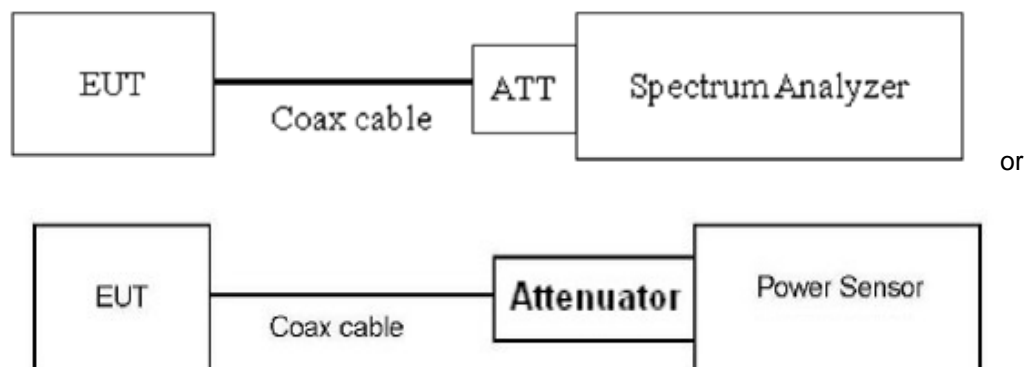 EUT
Coax cable
ATT
Spectrum Analyzer
or
EUT
Coax cable
Attenuator
Power Sensor